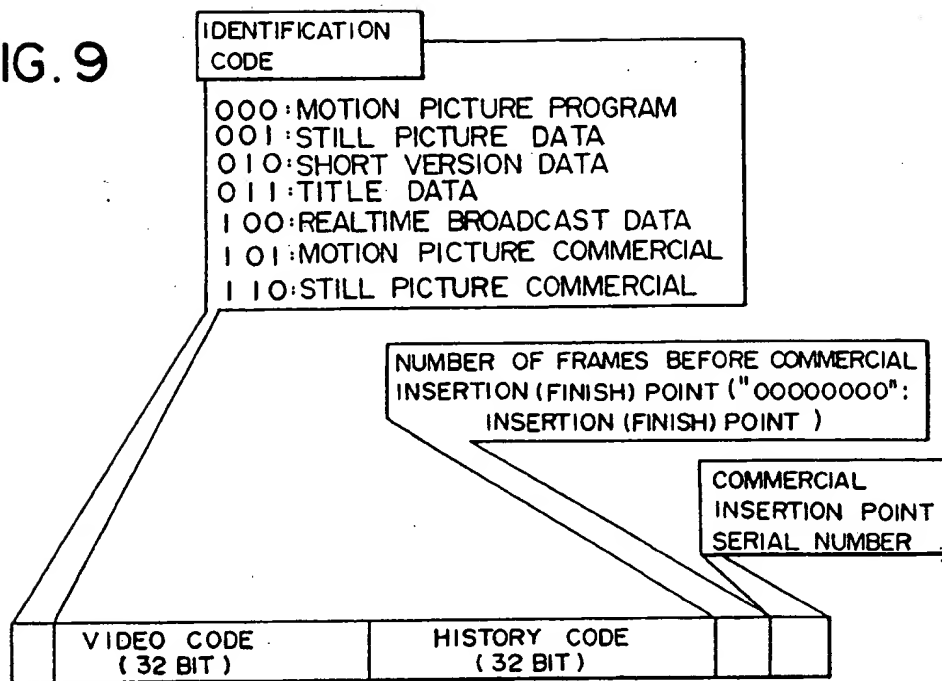 IG. 9
IDENTIFICATION
CODE
000:MOTION PICTURE PROGRAM
001:STILL PICTURE DATA
010:SHORT VERSION DATA
011:TITLE DATA
100:REALTIME BROADCAST DATA
101:MOTION PICTURE COMMERCIAL
110:STILL PICTURE COMMERCIAL
NUMBER OF FRAMES BEFORE COMMERCIAL
INSERTION (FINISH) POINT ("00000000":
INSERTION (FINISH) POINT )
COMMERCIAL
INSERTION POINT
SERIAL NUMBER
VIDEO CODE
(32 BIT)
HISTORY CODE
(32 BIT)